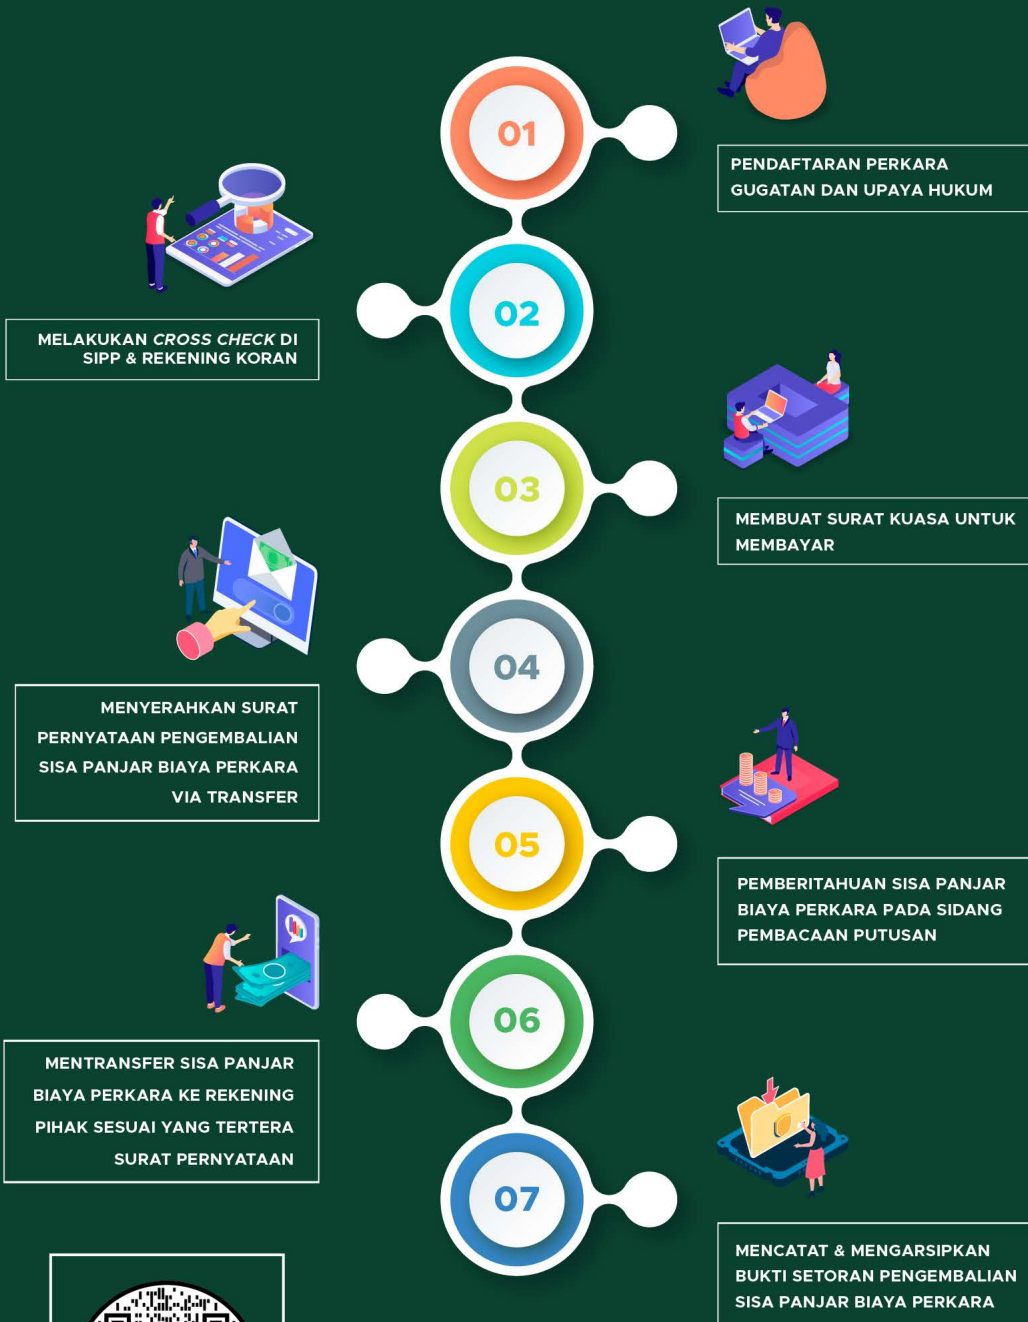 01
PENDAFTARAN PERKARA
GUGATAN DAN UPAYA HUKUM
02
MELAKUKAN CROSS CHECK DI
SIPP & REKENING KORAN
03
MEMBUAT SURAT KUASA UNTUK
MEMBAYAR
04
MENYERAHKAN SURAT
PERNYATAAN PENGEMBALIAN
SISA PANJAR BIAYA PERKARA
VIA TRANSFER
05
PEMBERITAHUAN SISA PANJAR
BIAYA PERKARA PADA SIDANG
PEMBACAAN PUTUSAN
06
MENTRANSFER SISA PANJAR
BIAYA PERKARA KE REKENING
PIHAK SESUAI YANG TERTERA
SURAT PERNYATAAN
07
MENCATAT & MENGARSIPKAN
BUKTI SETORAN PENGEMBALIAN
SISA PANJAR BIAYA PERKARA